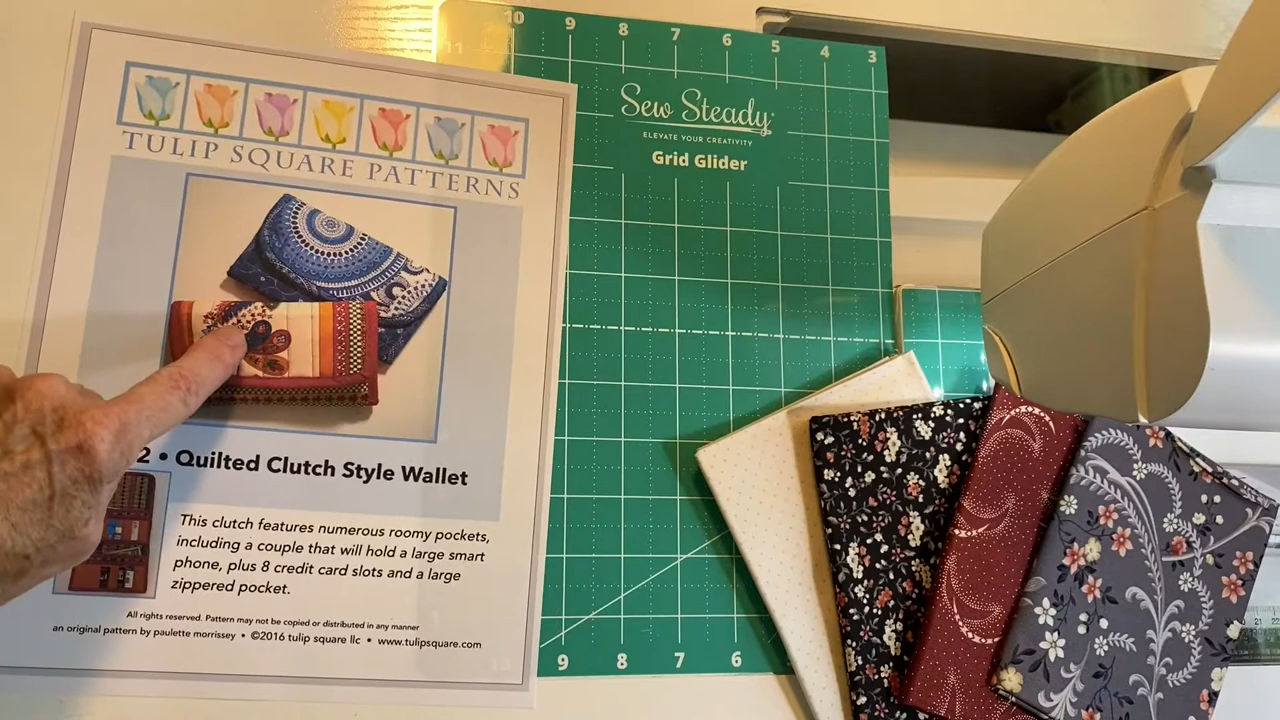 TULIP SQUARE PATTERNS
2 • Quilted Clutch Style Wallet
This clutch features numerous roomy pockets,
including a couple that will hold a large smart
phone, plus 8 credit card slots and a large
zippered pocket.
All rights reserved. Pattern may not be copied or distributed in any manner
an original pattern by paulette morrissey • ©2016 tulip square llc • www.tulipsquare.com
11 10 9 8 7 6 5 4 3
Sew Steady
ELEVATE YOUR CREATIVITY
Grid Glider
9 8 7 6
21 22